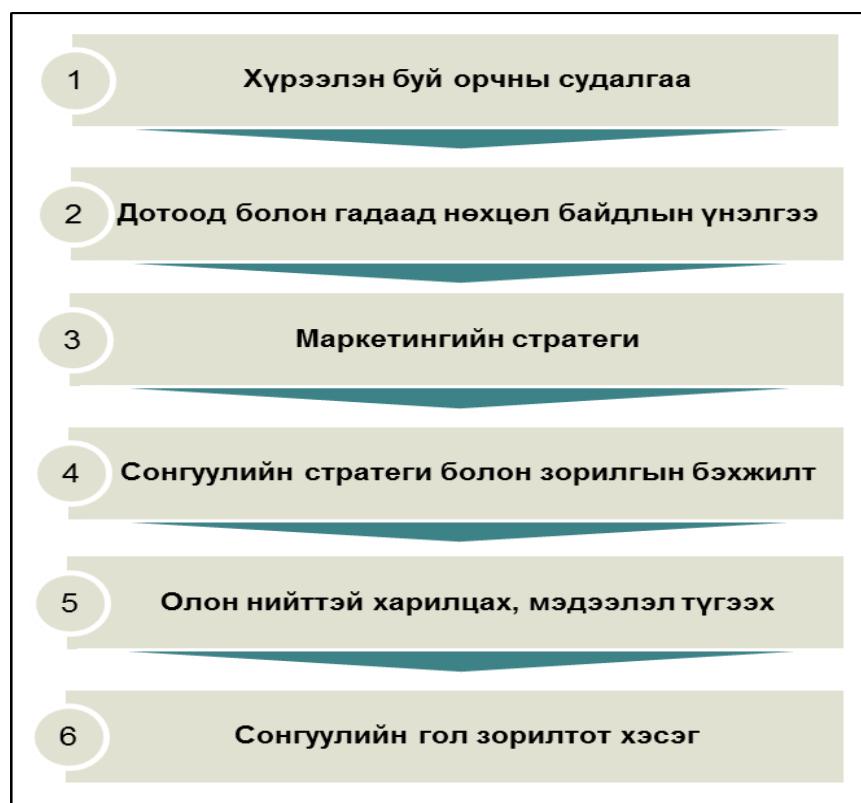 1 Хүрээлэн буй орчны судалгаа
2 Дотоод болон гадаад нөхцөл байдлын үнэлгээ
3 Маркетингийн стратеги
4 Сонгуулийн стратеги болон зорилгын бэхжилт
5 Олон нийттэй харилцах, мэдээлэл түгээх
6 Сонгуулийн гол зорилтот хэсэг